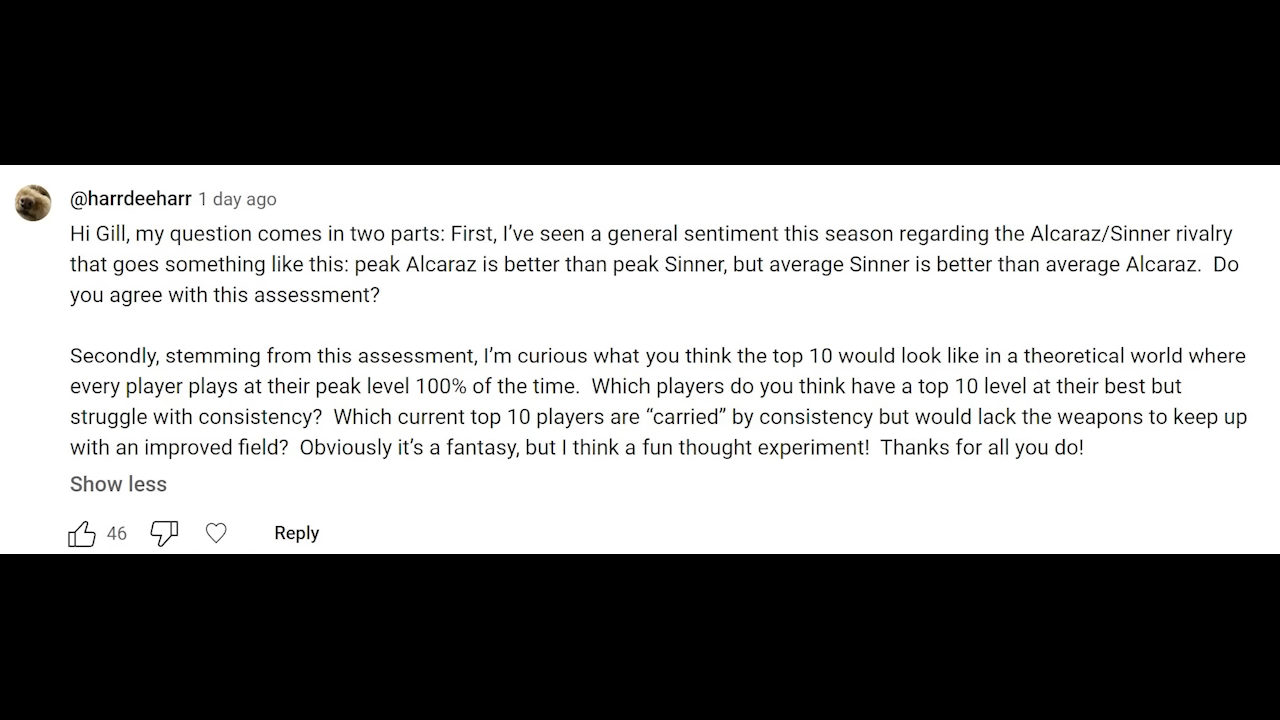 @harrdeeharr 1 day ago
Hi Gill, my question comes in two parts: First, I’ve seen a general sentiment this season regarding the Alcaraz/Sinner rivalry
that goes something like this: peak Alcaraz is better than peak Sinner, but average Sinner is better than average Alcaraz.  Do
you agree with this assessment?
Secondly, stemming from this assessment, I’m curious what you think the top 10 would look like in a theoretical world where
every player plays at their peak level 100% of the time.  Which players do you think have a top 10 level at their best but
struggle with consistency?  Which current top 10 players are “carried” by consistency but would lack the weapons to keep up
with an improved field?  Obviously it’s a fantasy, but I think a fun thought experiment!  Thanks for all you do!
Show less
46 Reply